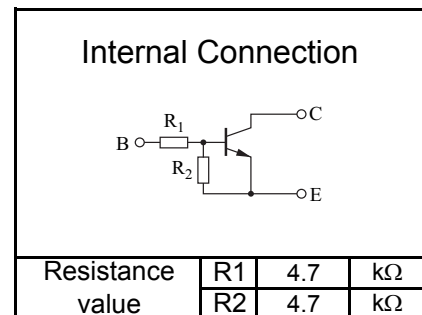 Internal Connection
R1
C
B
R2
E
Resistance value R1 4.7 kΩ
R2 4.7 kΩ